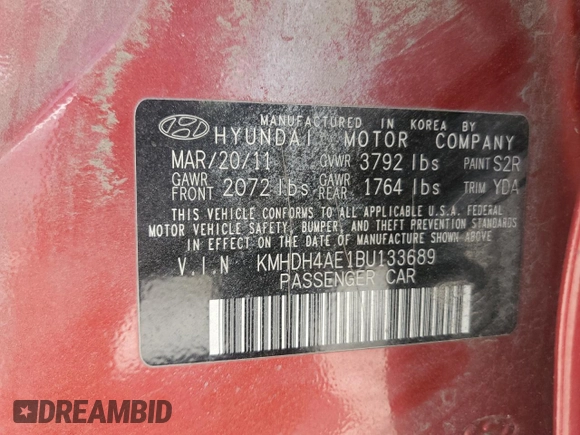 MANUFACTURED IN KOREA BY
HYUNDAI MOTOR COMPANY
MAR/20/11 GVWR 3792 lbs PAINT S2R
GAWR FRONT 2072 lbs GAWR REAR 1764 lbs TRIM YDA
THIS VEHICLE CONFORMS TO ALL APPLICABLE U.S.A. FEDERAL
MOTOR VEHICLE SAFETY, BUMPER, AND THEFT PREVENTION STANDARDS
IN EFFECT ON THE DATE OF MANUFACTURE SHOWN ABOVE.
V.I.N KMHDH4AE1BU133689
PASSENGER CAR
DREAMBID